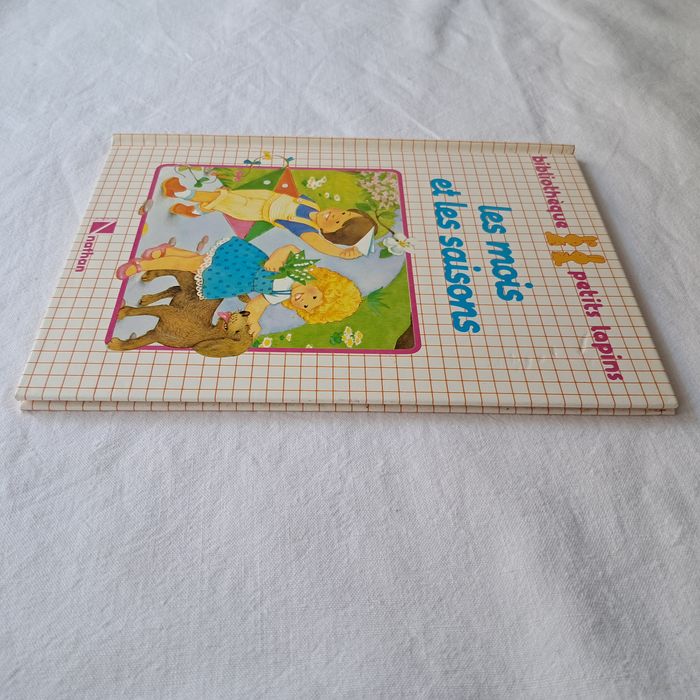 bibliothèque petits lapins
les mois
et les saisons
nathan